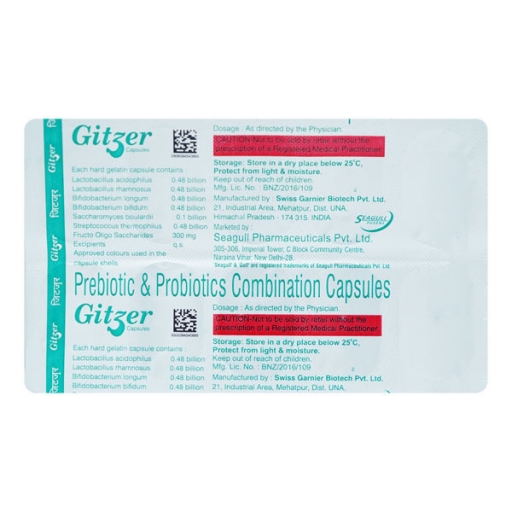 Gitzer
Capsules
Each hard gelatin capsule contains :
Lactobacillus acidophilus 0.48 billion
Lactobacillus rhamnosus 0.48 billion
Bifidobacterium longum 0.48 billion
Bifidobacterium bifidum 0.48 billion
Saccharomyces boulardii 0.1 billion
Streptococcus thermophilus 0.48 billion
Fructo Oligo Saccharides 300 mg
Excipients q.s.
Approved colours used in the
capsule shells.
Dosage : As directed by the Physician.
CAUTION-Not to be sold by retail without the
prescription of a Registered Medical Practitioner.
Storage: Store in a dry place below 25°C,
Protect from light & moisture.
Keep out of reach of children.
Mfg. Lic. No : BNZ/2016/109
Manufactured by : Swiss Garnier Biotech Pvt. Ltd.
21, Industrial Area, Mehatpur, Dist. UNA.
Himachal Pradesh - 174 315. INDIA.
Marketed by
Seagull Pharmaceuticals Pvt. Ltd.
305-306, Imperial Tower, C Block Community Centre,
Naraina Vihar, New Delhi-28.
SEAGULL
Prebiotic & Probiotics Combination Capsules
Gitzer
Capsules
Each hard gelatin capsule contains :
Lactobacillus acidophilus 0.48 billion
Lactobacillus rhamnosus 0.48 billion
Bifidobacterium longum 0.48 billion
Bifidobacterium bifidum 0.48 billion
Dosage : As directed by the Physician.
CAUTION-Not to be sold by retail without the
prescription of a Registered Medical Practitioner.
Storage: Store in a dry place below 25°C,
Protect from light & moisture.
Keep out of reach of children.
Mfg. Lic. No : BNZ/2016/109
Manufactured by : Swiss Garnier Biotech Pvt. Ltd.
21, Industrial Area, Mehatpur, Dist. UNA.
Gitzer
जिटजर
Gitzer
जिटजर
Gitzer
जिटजर